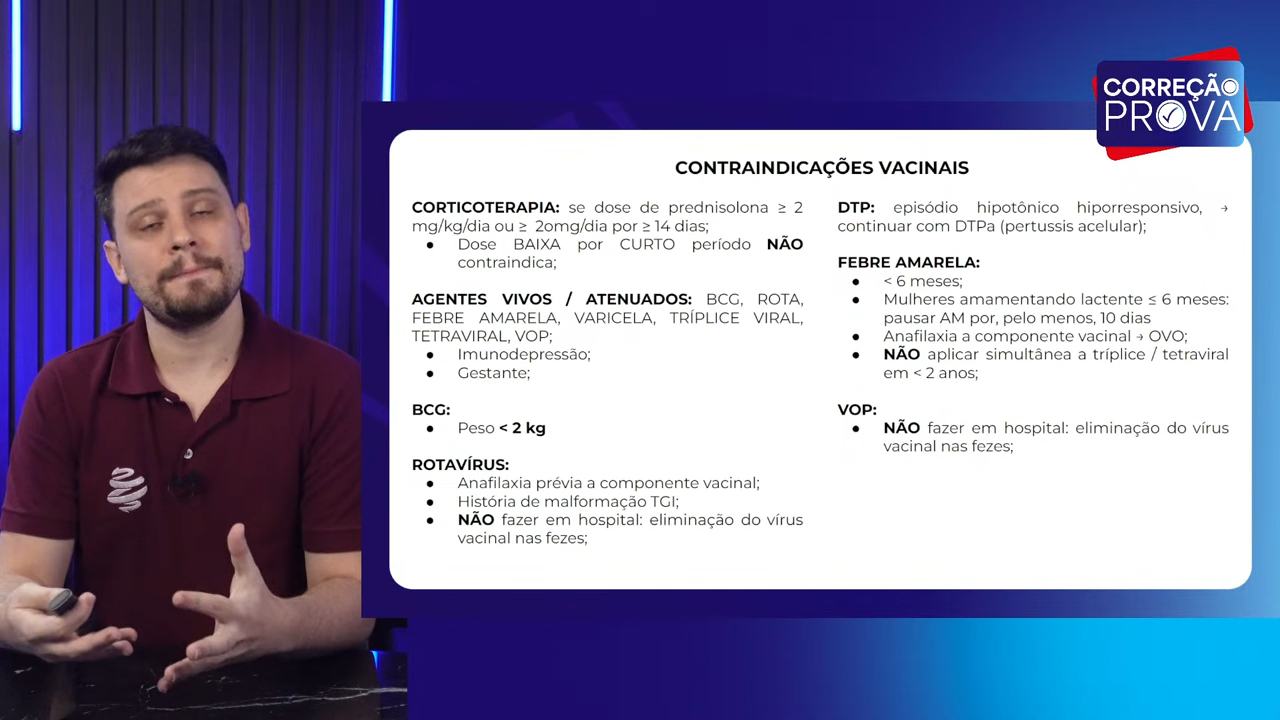 CORREÇÃO
PROVA
CONTRAINDICAÇÕES VACINAIS
CORTICOTERAPIA: se dose de prednisolona ≥ 2
mg/kg/dia ou ≥ 2omg/dia por ≥ 14 dias;
● Dose BAIXA por CURTO período NÃO
contraindica;
AGENTES VIVOS / ATENUADOS: BCG, ROTA,
FEBRE AMARELA, VARICELA, TRÍPLICE VIRAL,
TETRAVIRAL, VOP;
● Imunodepressão;
● Gestante;
BCG:
● Peso < 2 kg
ROTAVÍRUS:
● Anafilaxia prévia a componente vacinal;
● História de malformação TGI;
● NÃO fazer em hospital: eliminação do vírus
vacinal nas fezes;
DTP: episódio hipotônico hiporresponsivo, →
continuar com DTPa (pertussis acelular);
FEBRE AMARELA:
● < 6 meses;
● Mulheres amamentando lactente ≤ 6 meses:
pausar AM por, pelo menos, 10 dias
● Anafilaxia a componente vacinal → OVO;
● NÃO aplicar simultânea a tríplice / tetraviral
em < 2 anos;
VOP:
● NÃO fazer em hospital: eliminação do vírus
vacinal nas fezes;